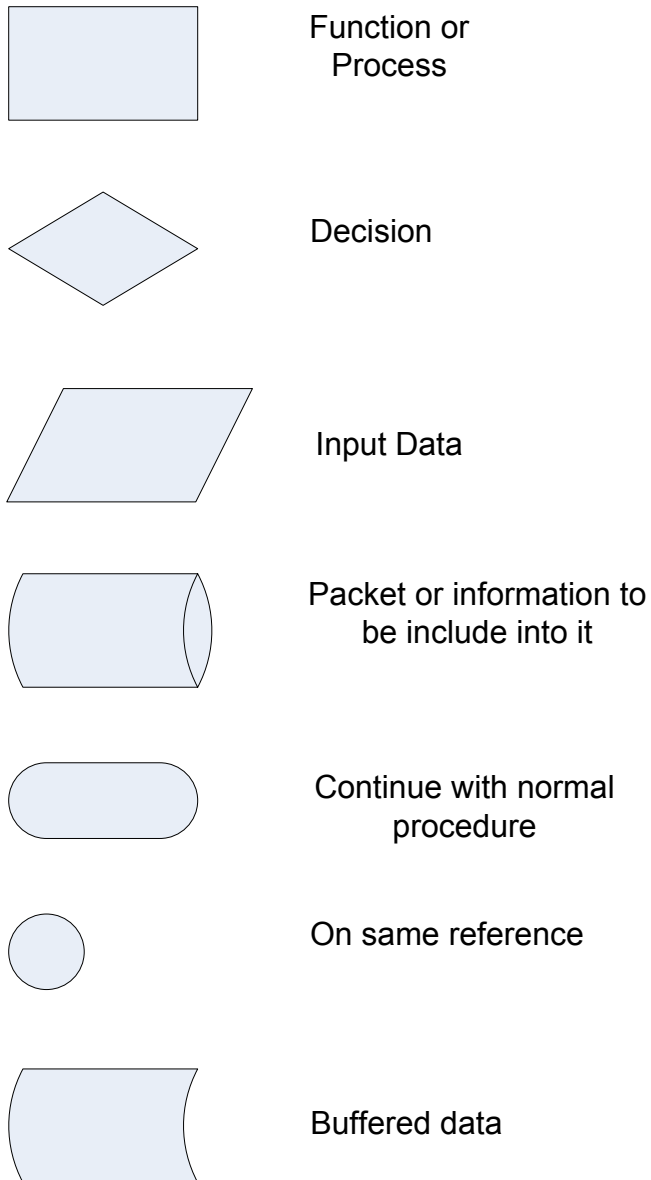 Function or
Process
Decision
Input Data
Packet or information to
be include into it
Continue with normal
procedure
On same reference
Buffered data